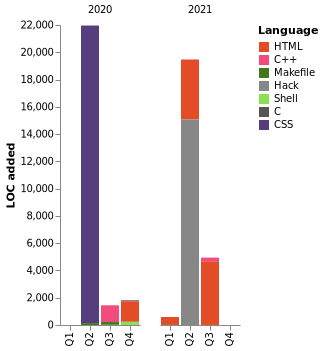 2020 2021
Language
HTML
C++
Makefile
Hack
Shell
C
CSS
LOC added
22,000
20,000
18,000
16,000
14,000
12,000
10,000
8,000
6,000
4,000
2,000
0
Q1 Q2 Q3 Q4 Q1 Q2 Q3 Q4